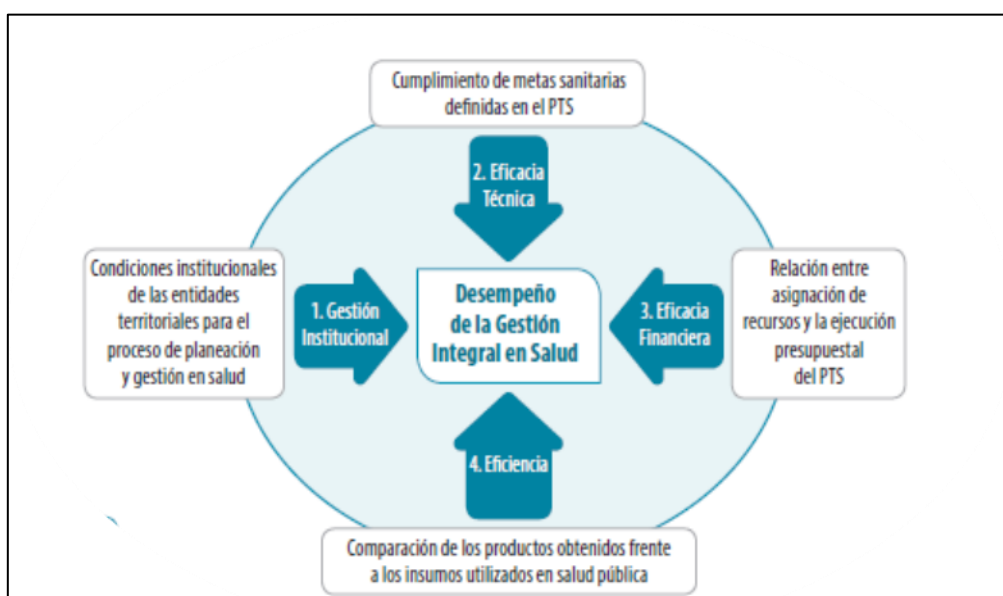 Cumplimiento de metas sanitarias
definidas en el PTS
2. Eficacia
Técnica
Condiciones institucionales
de las entidades
territoriales para el
proceso de planeación
y gestión en salud
1. Gestión
Institucional
Desempeño
de la Gestión
Integral en Salud
3. Eficacia
Financiera
Relación entre
asignación de
recursos y la ejecución
presupuestal
del PTS
4. Eficiencia
Comparación de los productos obtenidos frente
a los insumos utilizados en salud pública